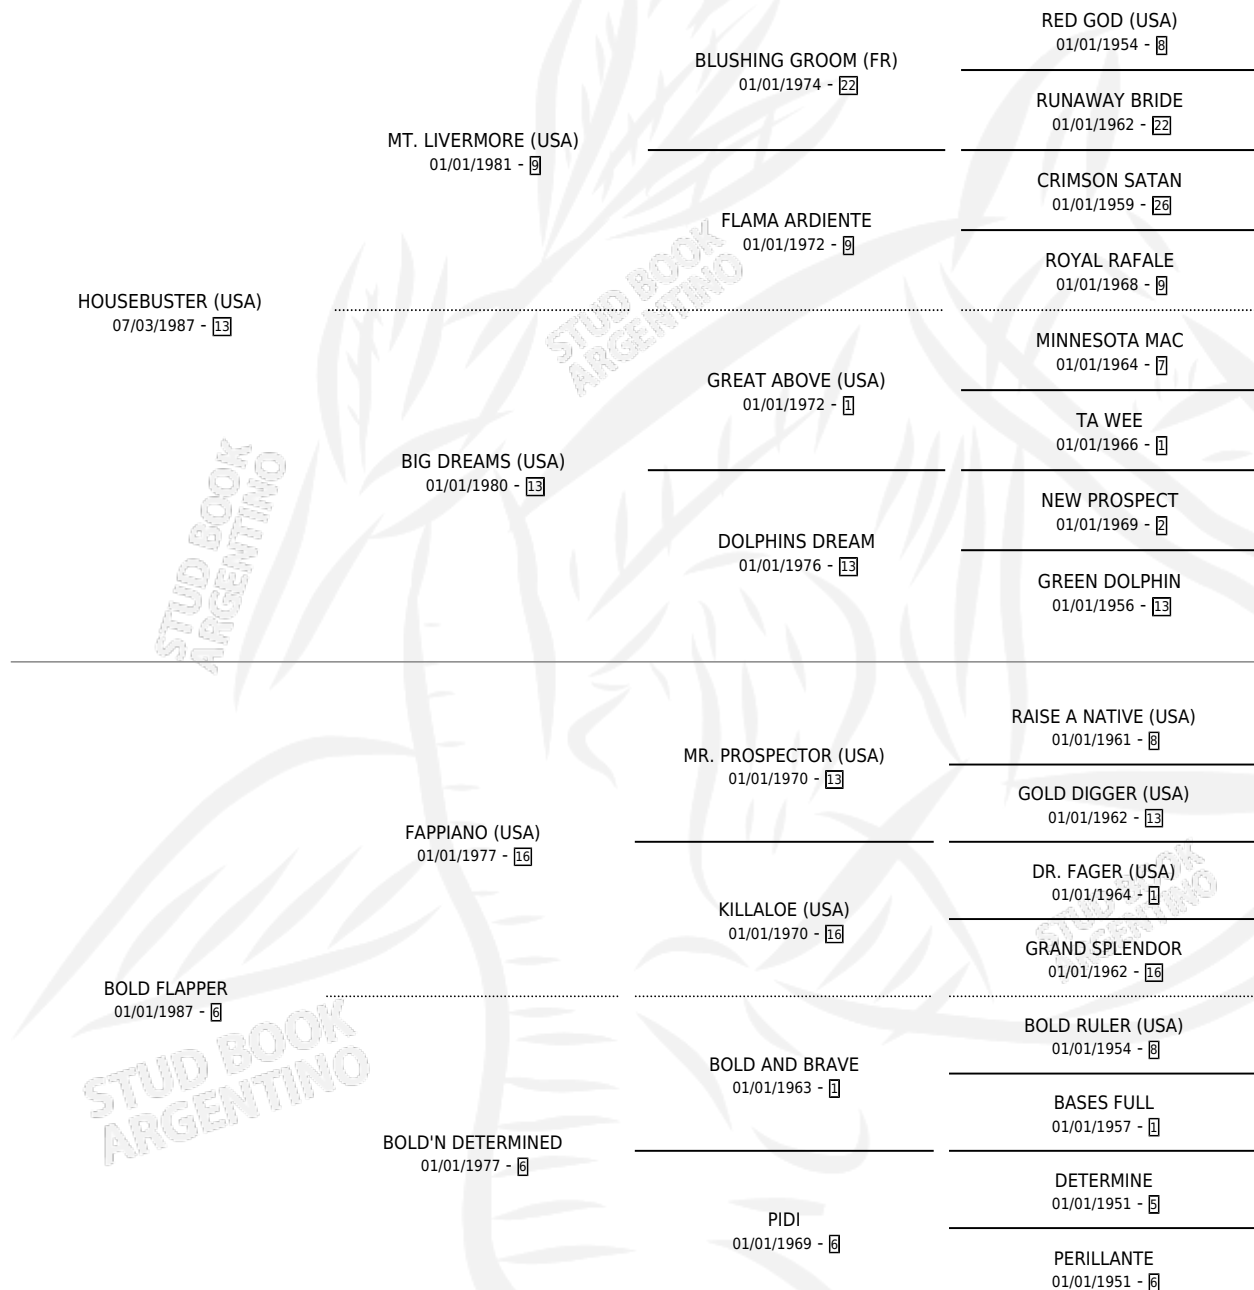 RED GOD (USA)
01/01/1954 - 8
BLUSHING GROOM (FR)
01/01/1974 - 22
RUNAWAY BRIDE
01/01/1962 - 22
MT. LIVERMORE (USA)
01/01/1981 - 9
CRIMSON SATAN
01/01/1959 - 26
FLAMA ARDIENTE
01/01/1972 - 9
ROYAL RAFALE
01/01/1968 - 9
HOUSEBUSTER (USA)
07/03/1987 - 13
STUD BOOK
ARGENTINO
MINNESOTA MAC
01/01/1964 - 7
GREAT ABOVE (USA)
01/01/1972 - 1
TA WEE
01/01/1966 - 1
BIG DREAMS (USA)
01/01/1980 - 13
STUD BOOK
ARGENTINO
NEW PROSPECT
01/01/1969 - 2
DOLPHINS DREAM
01/01/1976 - 13
GREEN DOLPHIN
01/01/1956 - 13
RAISE A NATIVE (USA)
01/01/1961 - 8
MR. PROSPECTOR (USA)
01/01/1970 - 13
GOLD DIGGER (USA)
01/01/1962 - 13
FAPPIANO (USA)
01/01/1977 - 16
DR. FAGER (USA)
01/01/1964 - 1
STUD BOOK
ARGENTINO
KILLALOE (USA)
01/01/1970 - 16
GRAND SPLENDOR
01/01/1962 - 16
BOLD FLAPPER
01/01/1987 - 6
STUD BOOK
ARGENTINO
BOLD RULER (USA)
01/01/1954 - 8
BOLD AND BRAVE
01/01/1963 - 1
BASES FULL
01/01/1957 - 1
BOLD'N DETERMINED
01/01/1977 - 6
DETERMINE
01/01/1951 - 5
PIDI
01/01/1969 - 6
PERILLANTE
01/01/1951 - 6